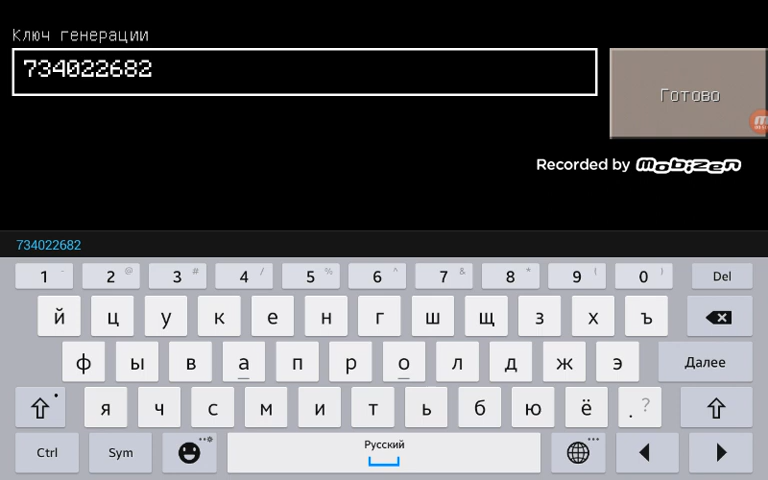 Ключ генерации
734022682
Готово
Recorded by mobizen
734022682
1 - 2 @ 3 # 4 / 5 % 6 ^ 7 & 8 * 9 ( 0 ) Del
й ц у к е н г ш щ з х ъ
ф ы в а п р о л д ж э Далее
я ч с м и т ь б ю ё . ?
Ctrl Sym Русский